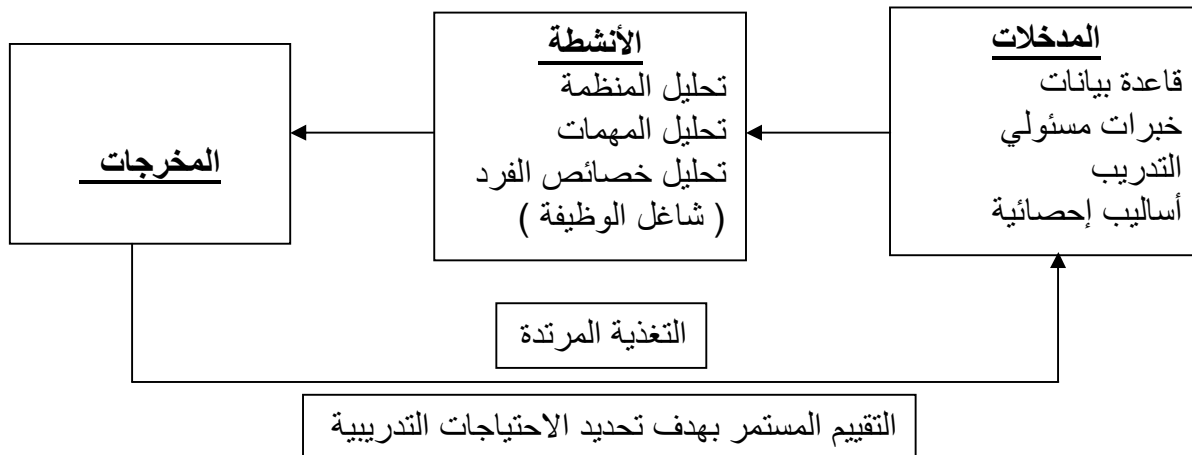 المدخلات
قاعدة بيانات
خبرات مسئولي
التدريب
أساليب إحصائية
الأنشطة
تحليل المنظمة
تحليل المهمات
تحليل خصائص الفرد
( شاغل الوظيفة )
المخرجات
التغذية المرتدة
التقييم المستمر بهدف تحديد الاحتياجات التدريبية